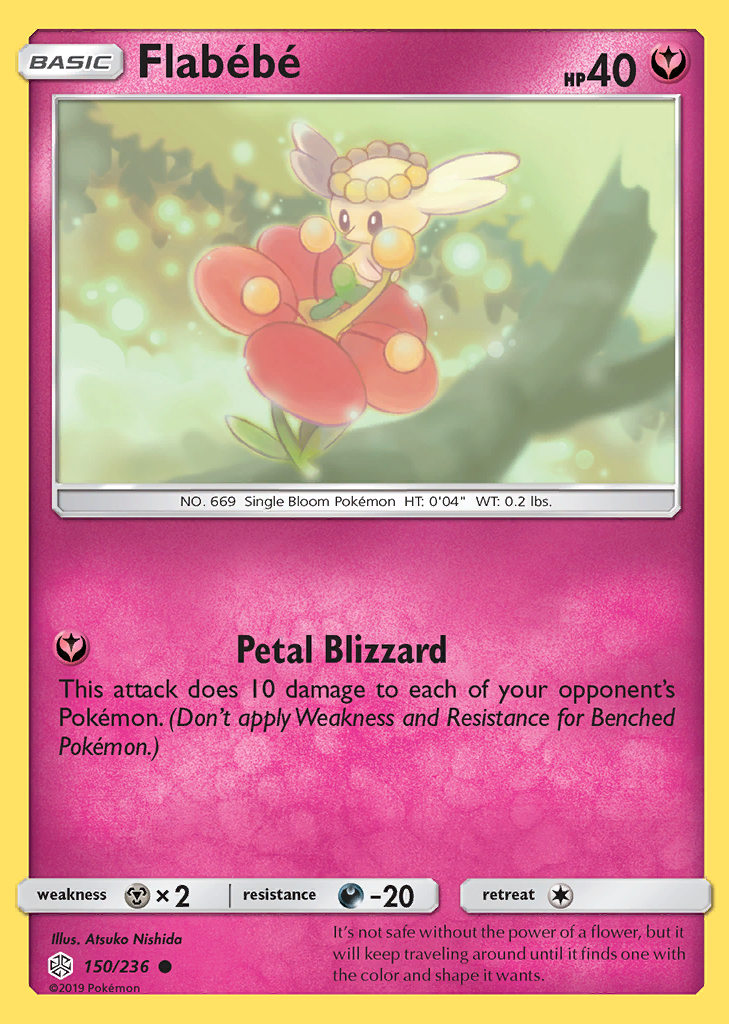 BASIC Flabébé HP40
NO. 669 Single Bloom Pokémon HT: 0'04" WT: 0.2 lbs.
Petal Blizzard
This attack does 10 damage to each of your opponent's
Pokémon. (Don't apply Weakness and Resistance for Benched
Pokémon.)
weakness ×2 resistance -20 retreat
Illus. Atsuko Nishida
150/236
©2019 Pokémon
It's not safe without the power of a flower, but it
will keep traveling around until it finds one with
the color and shape it wants.